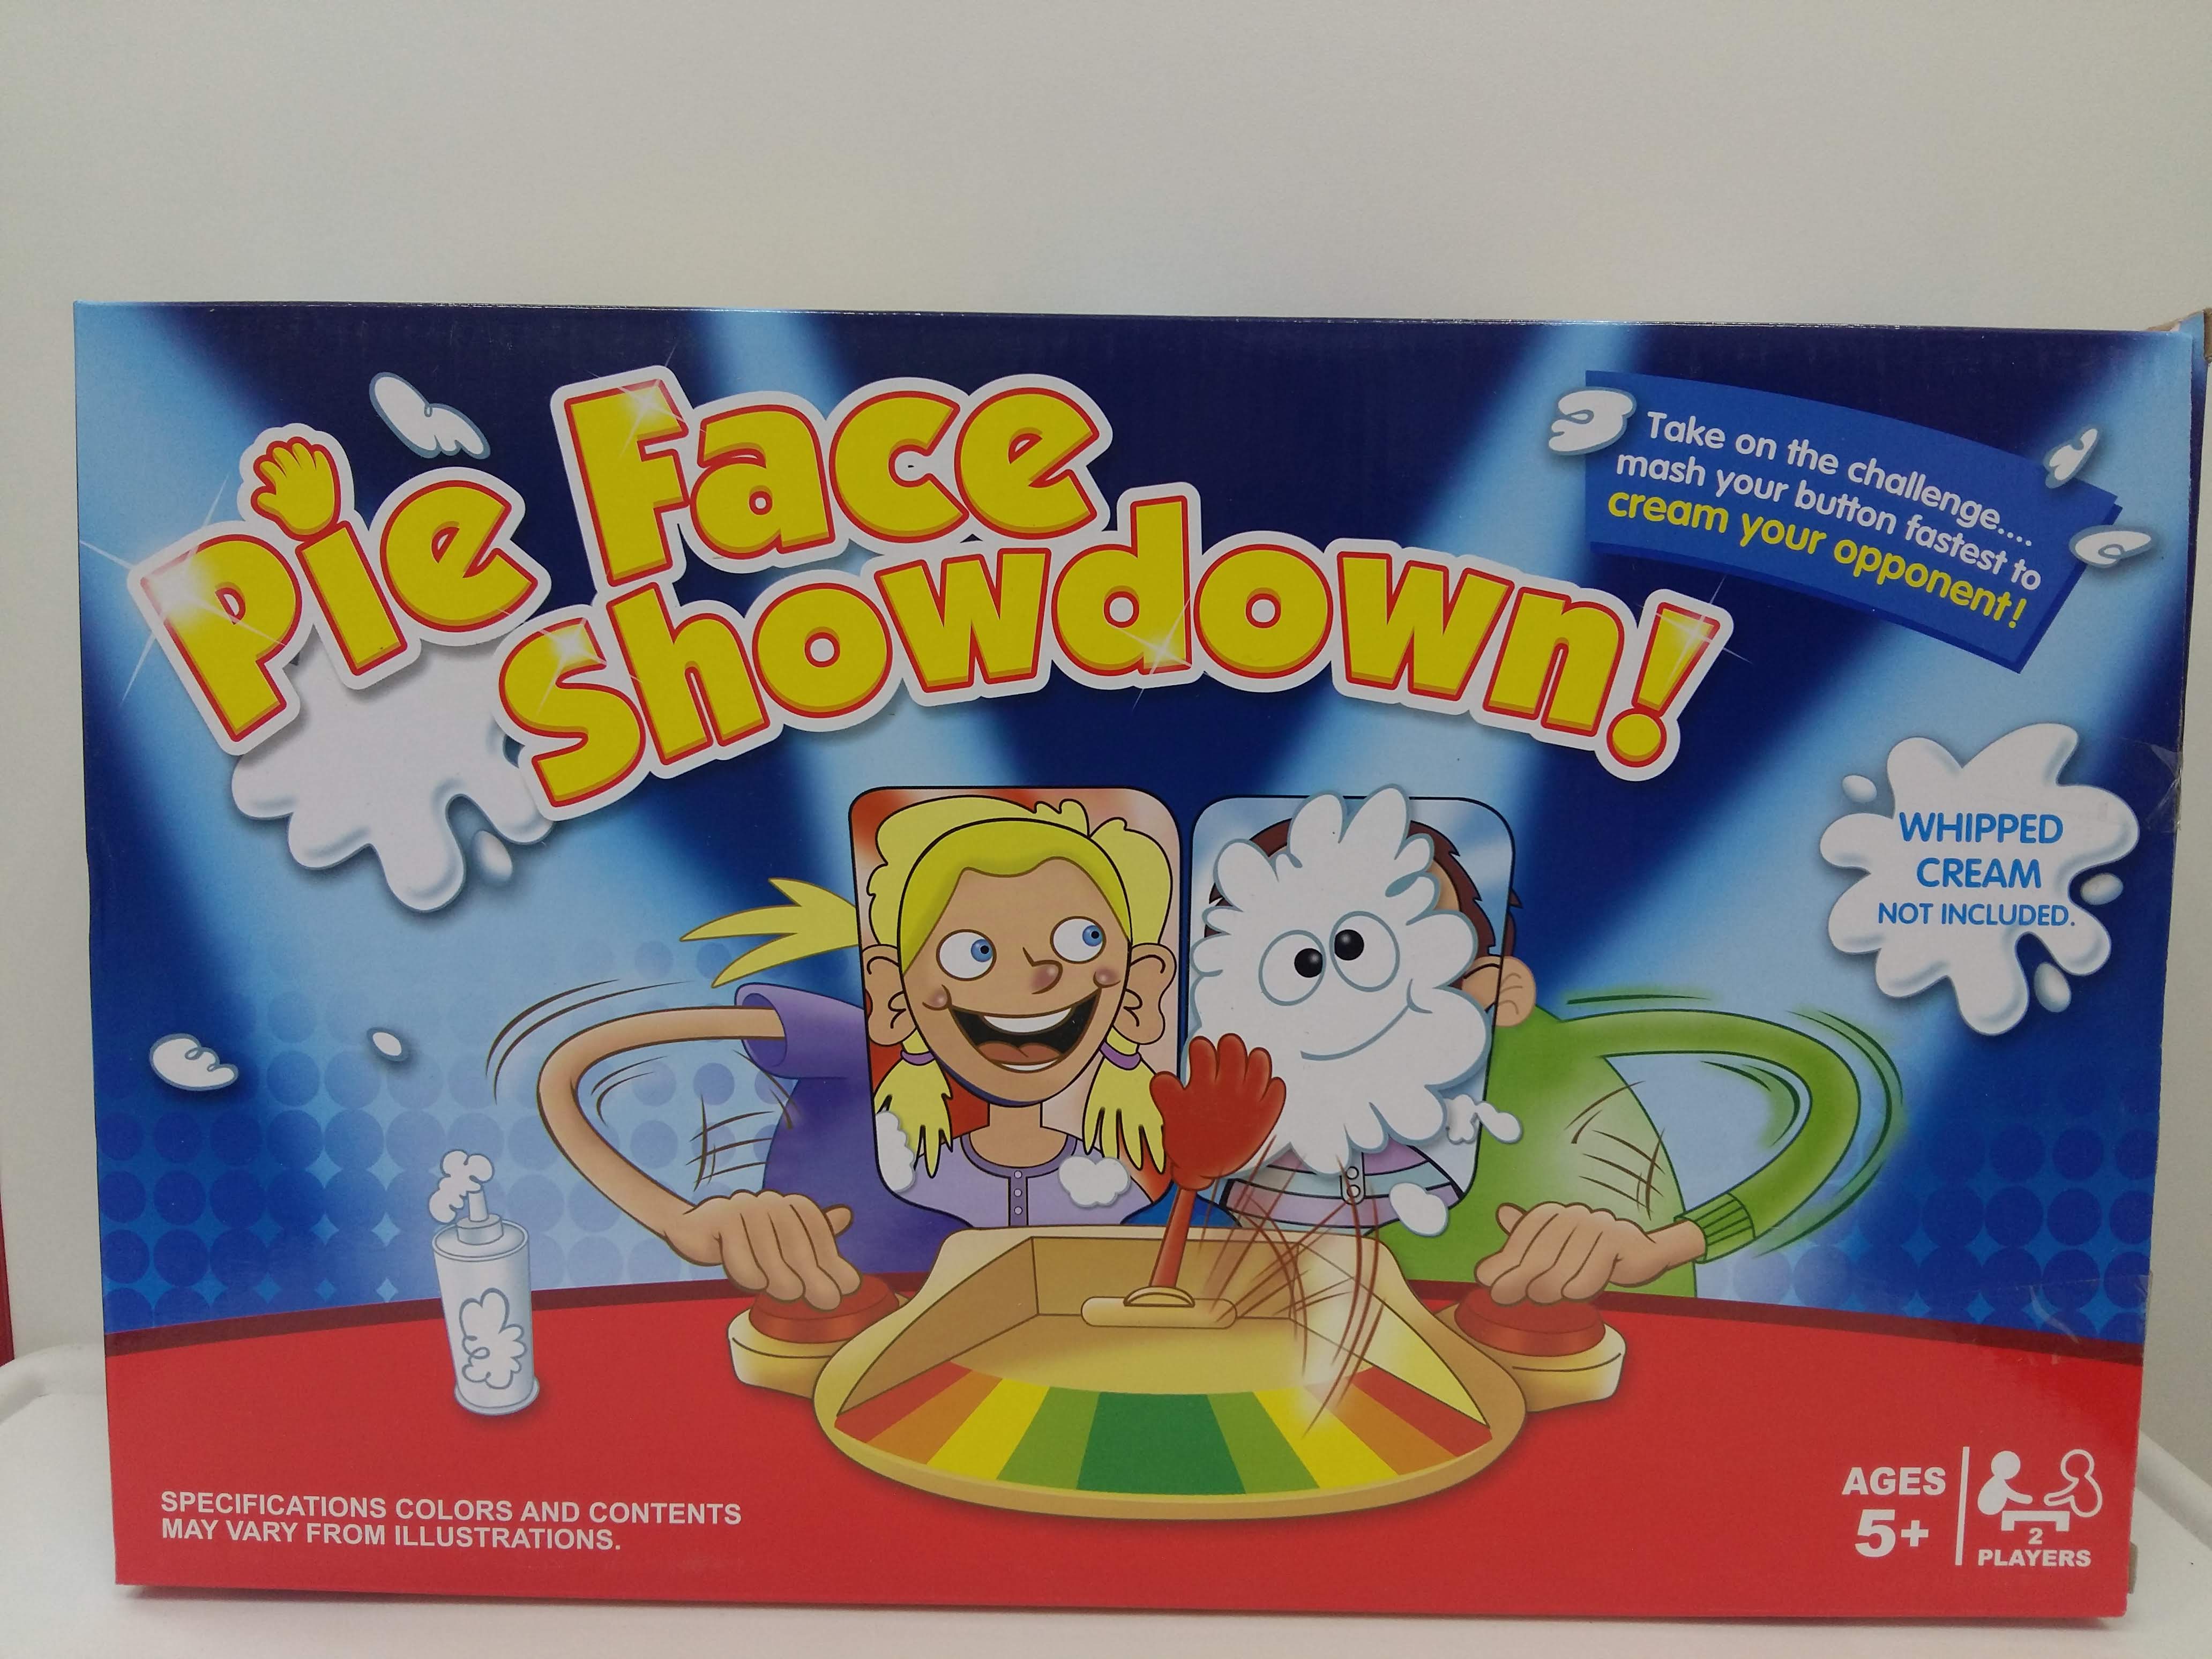 Pie Face
Showdown!
Take on the challenge....
mash your button fastest to
cream your opponent!
WHIPPED
CREAM
NOT INCLUDED.
SPECIFICATIONS COLORS AND CONTENTS
MAY VARY FROM ILLUSTRATIONS.
AGES
5+
2
PLAYERS